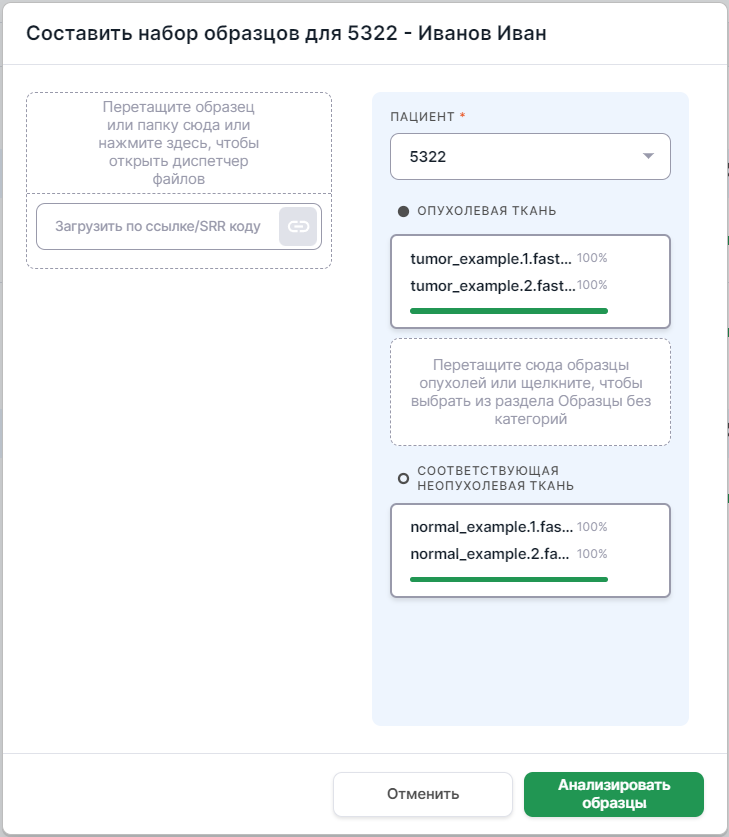 Составить набор образцов для 5322 - Иванов Иван
Перетащите образец
или папку сюда или
нажмите здесь, чтобы
открыть диспетчер
файлов
Загрузить по ссылке/SRR коду
ПАЦИЕНТ *
5322
ОПУХОЛЕВАЯ ТКАНЬ
tumor_example.1.fast... 100%
tumor_example.2.fast... 100%
Перетащите сюда образцы
опухолей или щелкните, чтобы
выбрать из раздела Образцы без
категорий
СООТВЕТСТВУЮЩАЯ
НЕОПУХОЛЕВАЯ ТКАНЬ
normal_example.1.fas... 100%
normal_example.2.fa... 100%
Отменить
Анализировать
образцы